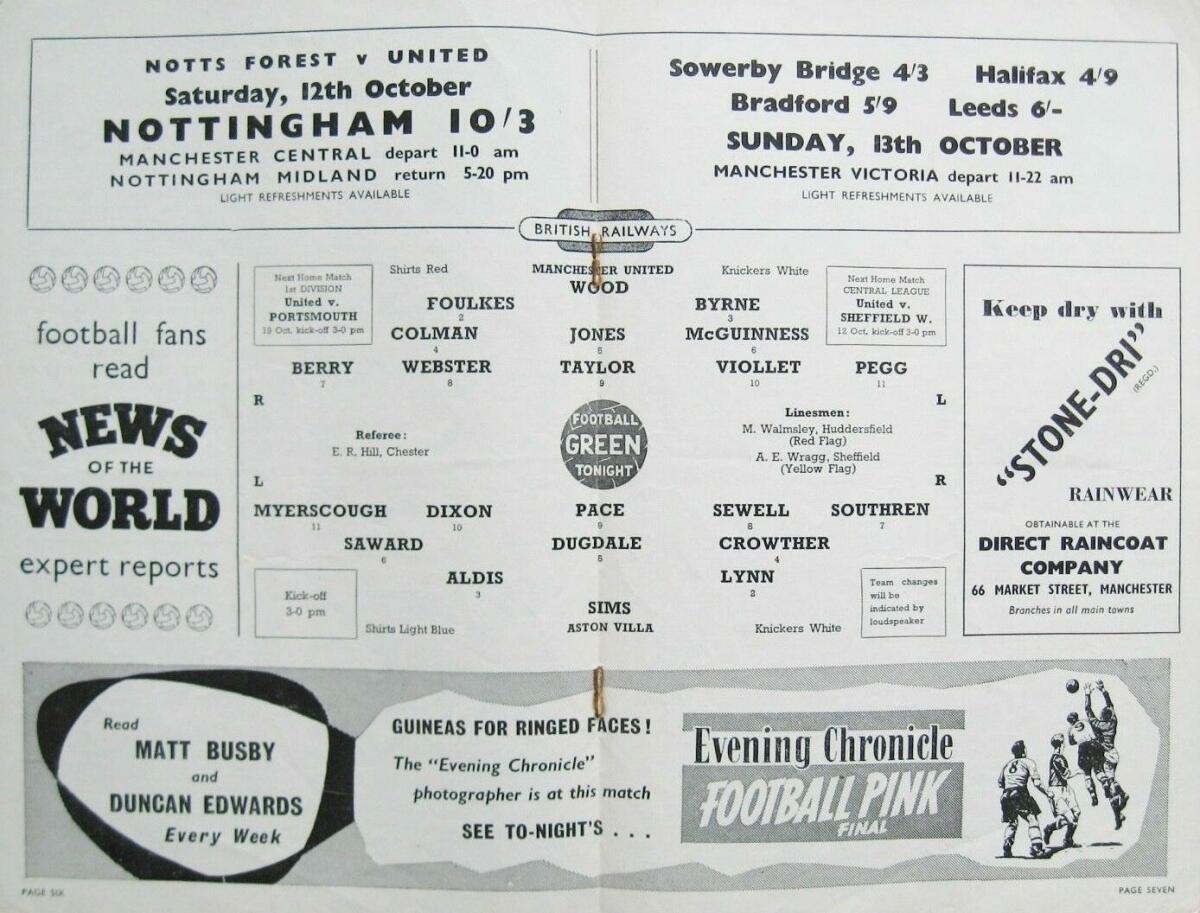 NOTTS FOREST v UNITED
Saturday, 12th October
NOTTINGHAM 10/3
MANCHESTER CENTRAL depart 11-0 am
NOTTINGHAM MIDLAND return 5-20 pm
LIGHT REFRESHMENTS AVAILABLE
Sowerby Bridge 4/3 Halifax 4/9
Bradford 5/9 Leeds 6/-
SUNDAY, 13th OCTOBER
MANCHESTER VICTORIA depart 11-22 am
LIGHT REFRESHMENTS AVAILABLE
BRITISH RAILWAYS
football fans
read
NEWS
OF THE
WORLD
expert reports
Next Home Match
1st DIVISION
United v.
PORTSMOUTH
19 Oct. kick-off 3-0 pm
Shirts Red
MANCHESTER UNITED
Knickers White
Next Home Match
CENTRAL LEAGUE
United v.
SHEFFIELD W.
12 Oct. kick-off 3-0 pm
WOOD
FOULKES BYRNE
2 3
COLMAN JONES McGUINNESS
4 5 6
BERRY WEBSTER TAYLOR VIOLLET PEGG
7 8 9 10 11
R L
Referee:
E. R. Hill, Chester
FOOTBALL
GREEN
TONIGHT
Linesmen:
M. Walmsley, Huddersfield
(Red Flag)
A. E. Wragg, Sheffield
(Yellow Flag)
L R
MYERSCOUGH DIXON PACE SEWELL SOUTHREN
11 10 9 8 7
SAWARD DUGDALE CROWTHER
6 5 4
ALDIS LYNN
3 2
SIMS
Kick-off
3-0 pm
Shirts Light Blue
ASTON VILLA
Knickers White
Team changes
will be
indicated by
loudspeaker
Keep dry with
"STONE-DRI"
(REGD.)
RAINWEAR
OBTAINABLE AT THE
DIRECT RAINCOAT
COMPANY
66 MARKET STREET, MANCHESTER
Branches in all main towns
Read
MATT BUSBY
and
DUNCAN EDWARDS
Every Week
GUINEAS FOR RINGED FACES!
The "Evening Chronicle"
photographer is at this match
SEE TO-NIGHT'S . . .
Evening Chronicle
FOOTBALL PINK
FINAL
8
PAGE SIX
PAGE SEVEN